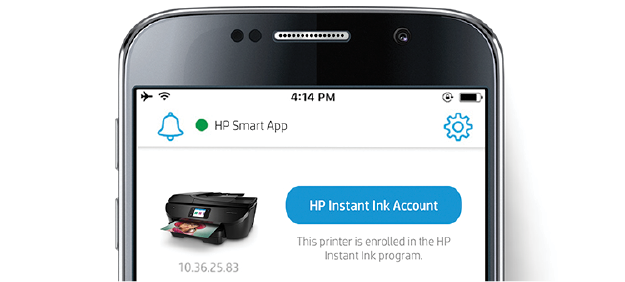 4:14 PM
HP Smart App
HP Instant Ink Account
This printer is enrolled in the HP
Instant Ink program.
10.36.25.83